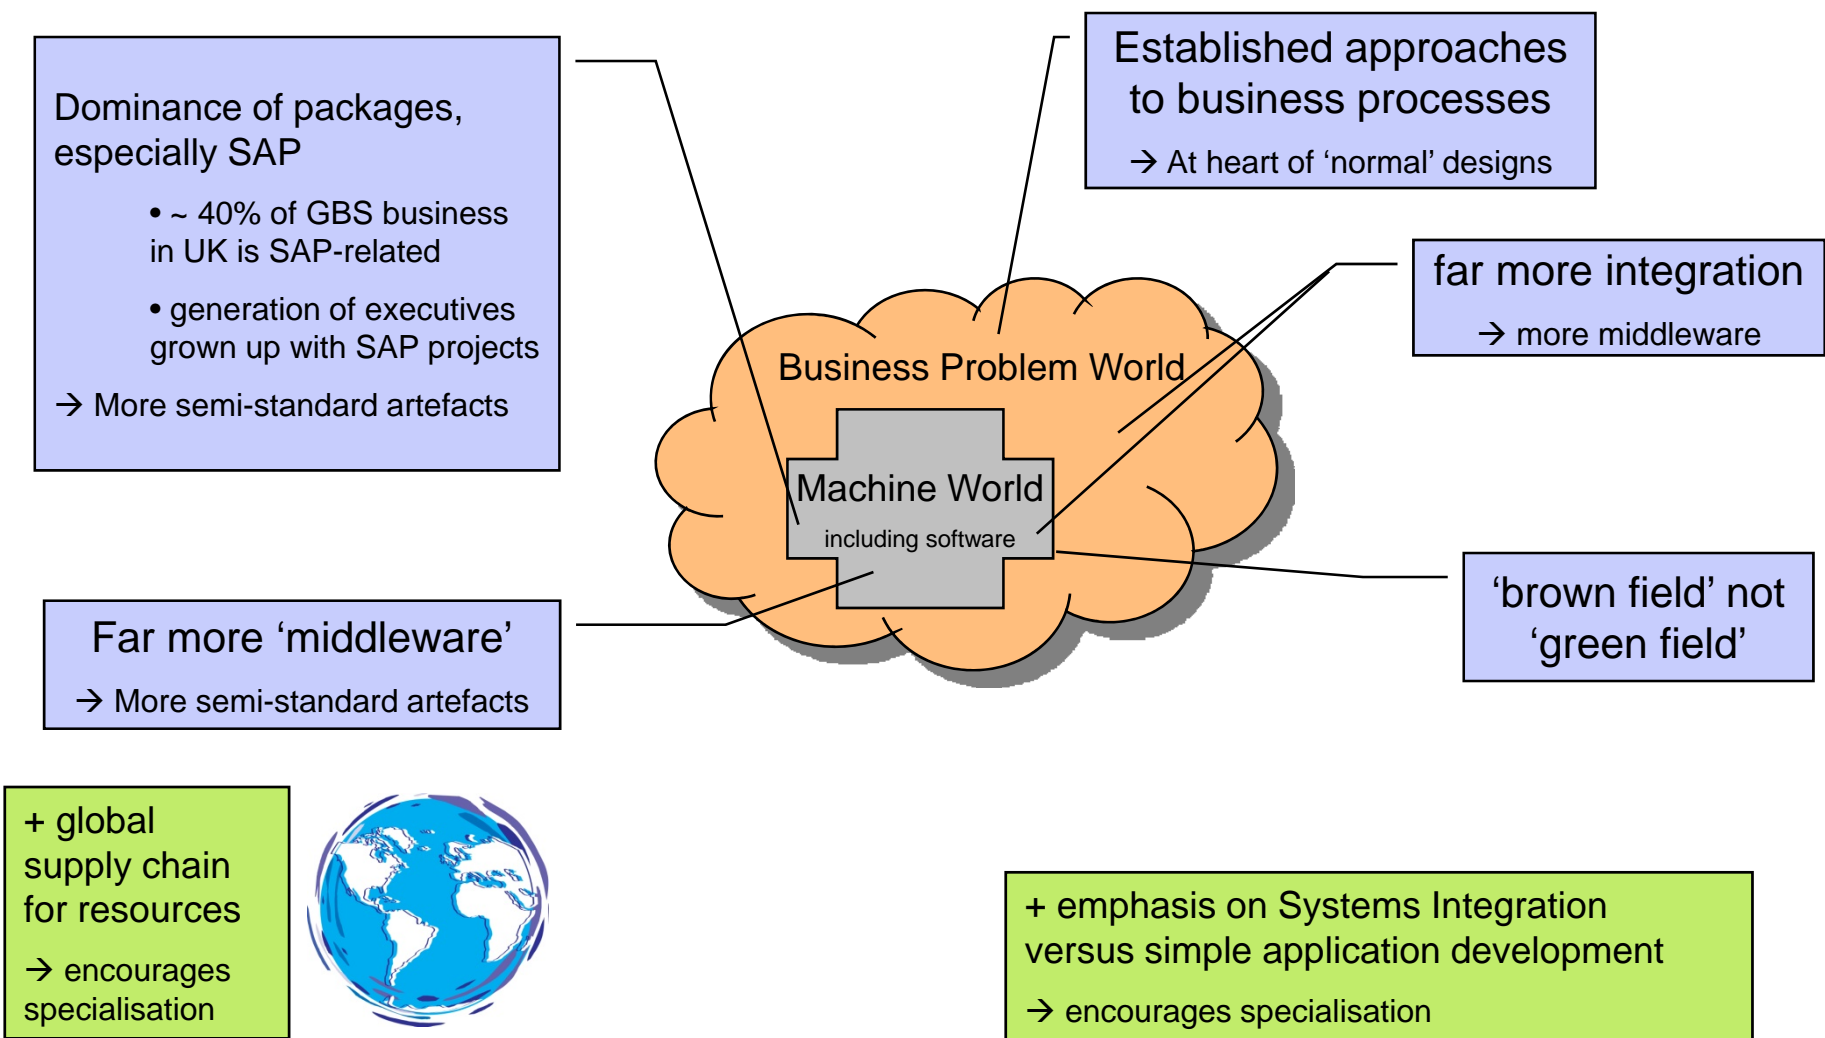 Dominance of packages,
especially SAP
• ~ 40% of GBS business
in UK is SAP-related
• generation of executives
grown up with SAP projects
→ More semi-standard artefacts
Established approaches
to business processes
→ At heart of ‘normal’ designs
far more integration
→ more middleware
Business Problem World
Machine World
including software
‘brown field’ not
‘green field’
Far more ‘middleware’
→ More semi-standard artefacts
+ global
supply chain
for resources
→ encourages
specialisation
+ emphasis on Systems Integration
versus simple application development
→ encourages specialisation